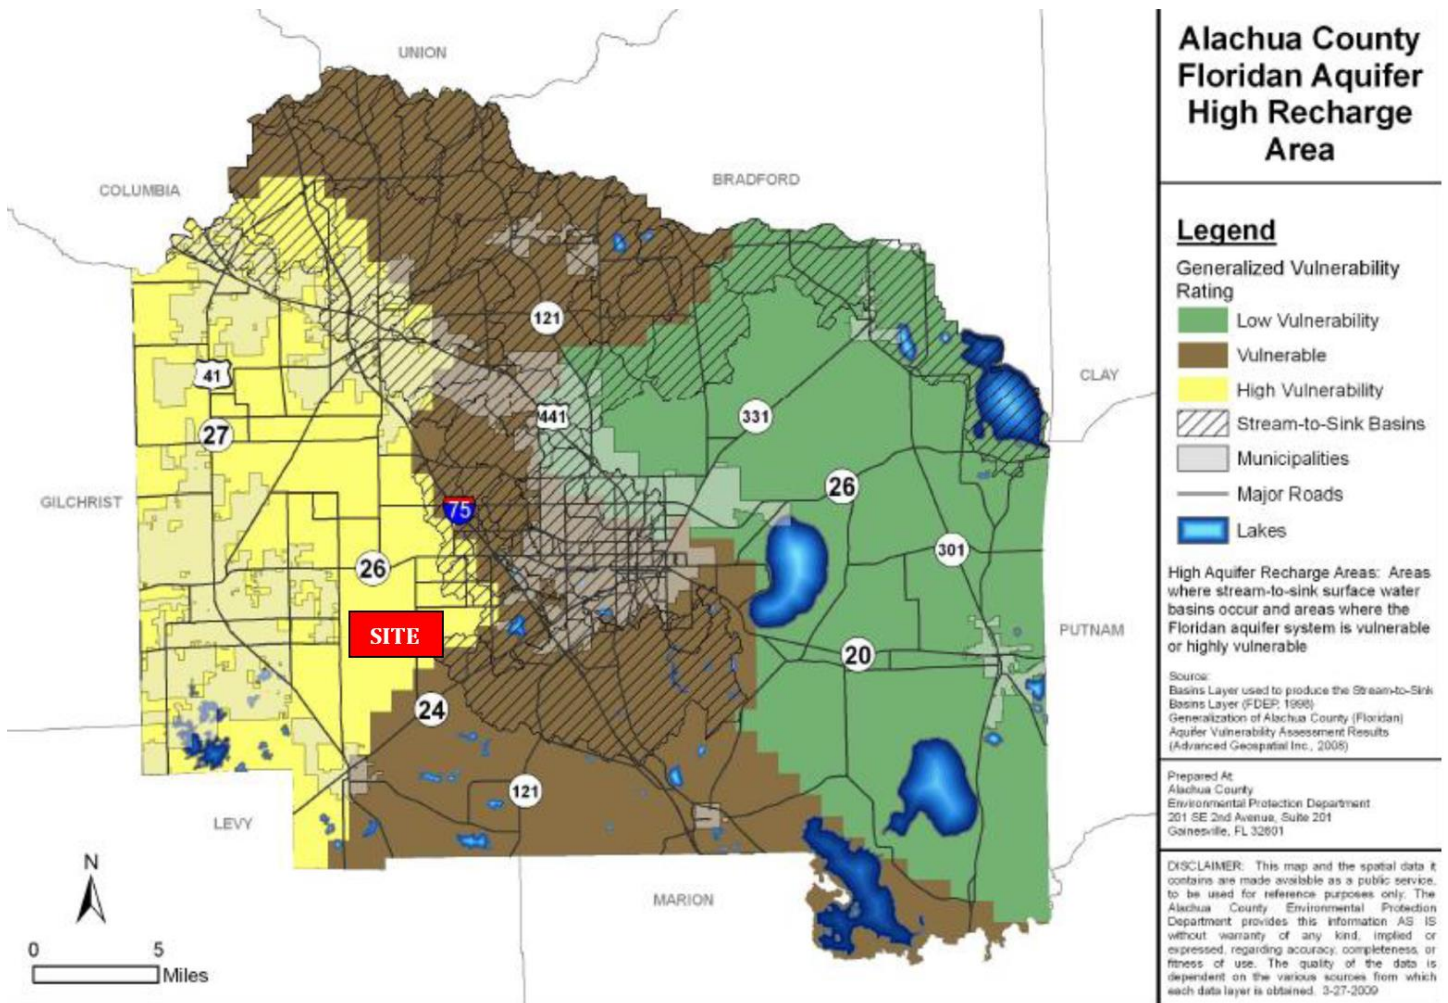 Alachua County
Floridan Aquifer
High Recharge
Area
Legend
Generalized Vulnerability
Rating
Low Vulnerability
Vulnerable
High Vulnerability
Stream-to-Sink Basins
Municipalities
Major Roads
Lakes
High Aquifer Recharge Areas: Areas
where stream-to-sink surface water
basins occur and areas where the
Floridan aquifer system is vulnerable
or highly vulnerable
Source:
Basins Layer used to produce the Stream-to-Sink
Basins Layer (FDEP, 1998)
Generalization of Alachua County (Floridan)
Aquifer Vulnerability Assessment Results
(Advanced Geospatial Inc., 2008)
Prepared At:
Alachua County
Environmental Protection Department
201 SE 2nd Avenue, Suite 201
Gainesville, FL 32601
DISCLAIMER: This map and the spatial data it
contains are made available as a public service,
to be used for reference purposes only. The
Alachua County Environmental Protection
Department provides this information AS IS
without warranty of any kind, implied or
expressed, regarding accuracy, completeness, or
fitness of use. The quality of the data is
dependent on the various sources from which
each data layer is obtained. 3-27-2009
UNION
COLUMBIA
BRADFORD
121
41
CLAY
441
331
27
26
GILCHRIST
75
301
26
SITE
PUTNAM
20
24
121
LEVY
MARION
N
0 5
Miles